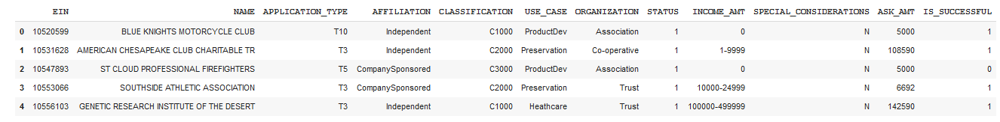 EIN NAME APPLICATION_TYPE AFFILIATION CLASSIFICATION USE_CASE ORGANIZATION STATUS INCOME_AMT SPECIAL_CONSIDERATIONS ASK_AMT IS_SUCCESSFUL
0 10520599 BLUE KNIGHTS MOTORCYCLE CLUB T10 Independent C1000 ProductDev Association 1 0 N 5000 1
1 10531628 AMERICAN CHESAPEAKE CLUB CHARITABLE TR T3 Independent C2000 Preservation Co-operative 1 1-9999 N 108590 1
2 10547893 ST CLOUD PROFESSIONAL FIREFIGHTERS T5 CompanySponsored C3000 ProductDev Association 1 0 N 5000 0
3 10553066 SOUTHSIDE ATHLETIC ASSOCIATION T3 CompanySponsored C2000 Preservation Trust 1 10000-24999 N 6692 1
4 10556103 GENETIC RESEARCH INSTITUTE OF THE DESERT T3 Independent C1000 Heathcare Trust 1 100000-499999 N 142590 1